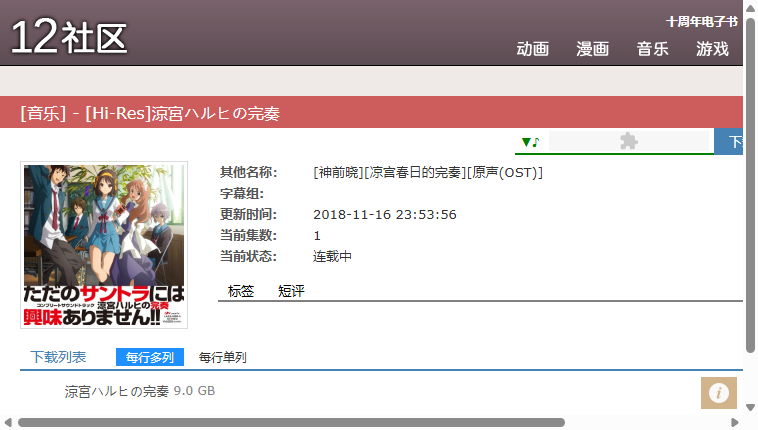 12社区
十周年电子书
动画 漫画 音乐 游戏
[音乐] - [Hi-Res]涼宮ハルヒの完奏
▼♪
其他名称: [神前晓][凉宫春日的完奏][原声(OST)]
字幕组:
更新时间: 2018-11-16 23:53:56
当前集数: 1
当前状态: 连载中
ただのサントラには
コンプリートサウンドトラック 涼宮ハルヒの完奏
興味ありません!!
标签 短评
下载列表 每行多列 每行单列
涼宮ハルヒの完奏 9.0 GB
i